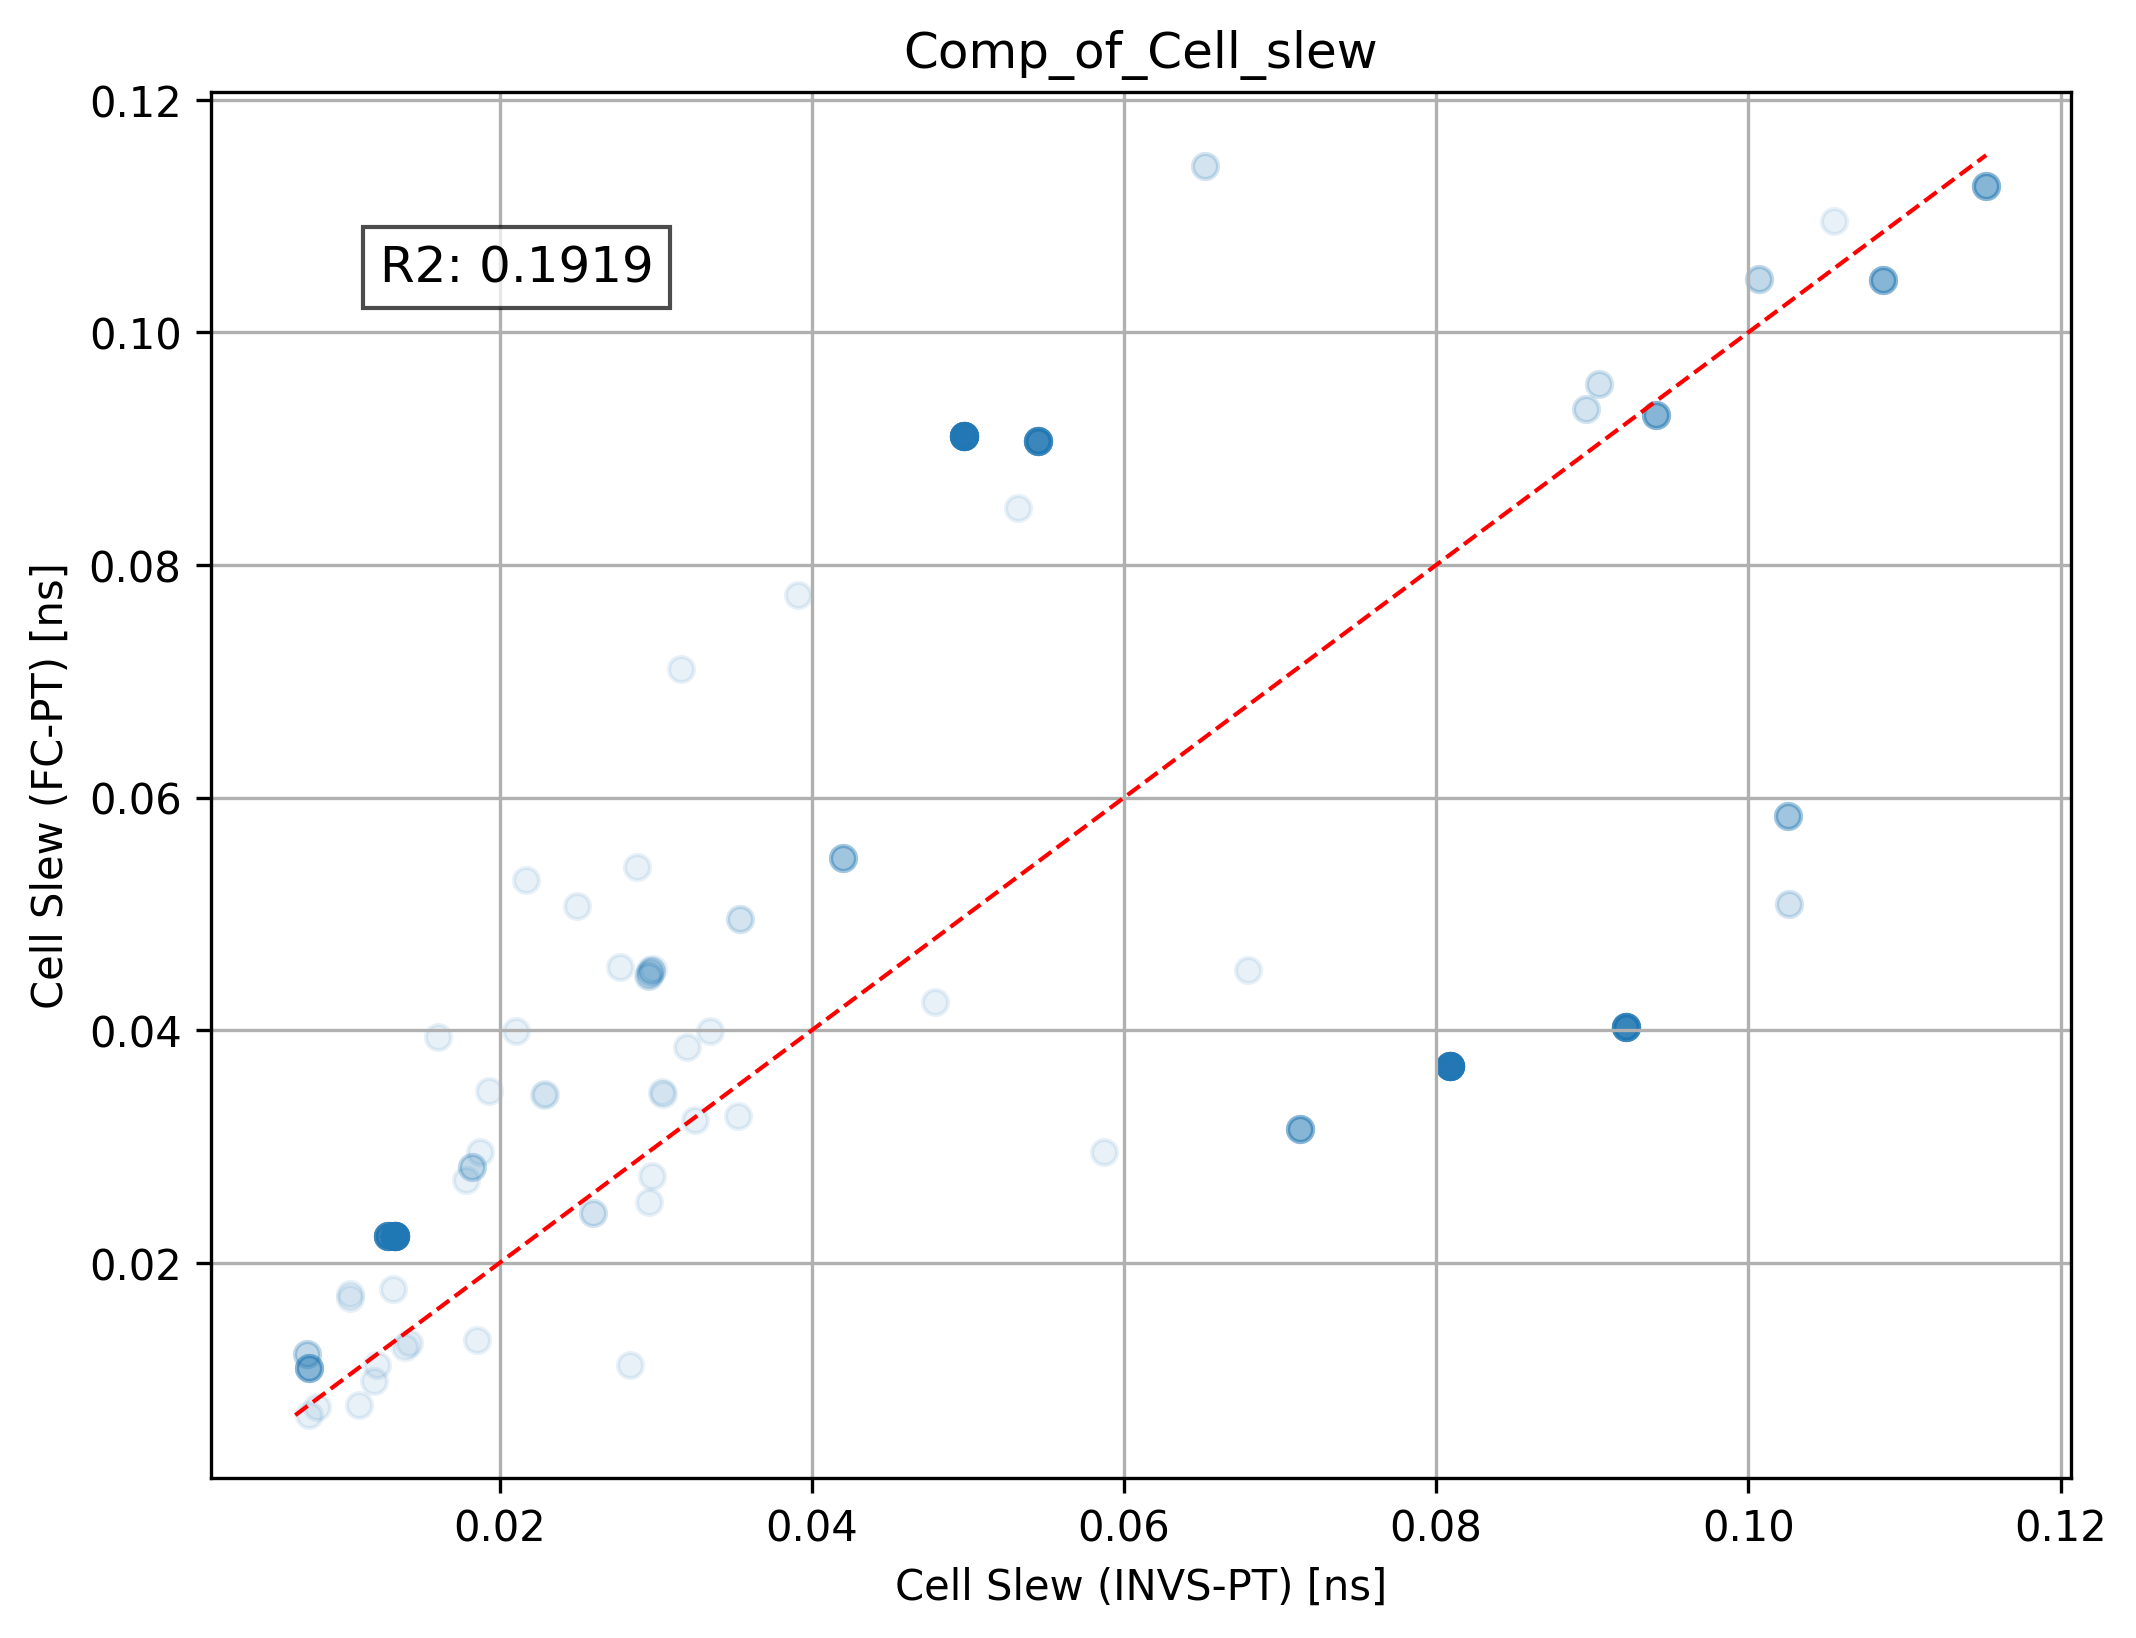 Comp_of_Cell_slew
0.12
0.10
0.08
0.06
0.04
0.02
Cell Slew (FC-PT) [ns]
R2: 0.1919
0.02 0.04 0.06 0.08 0.10 0.12
Cell Slew (INVS-PT) [ns]